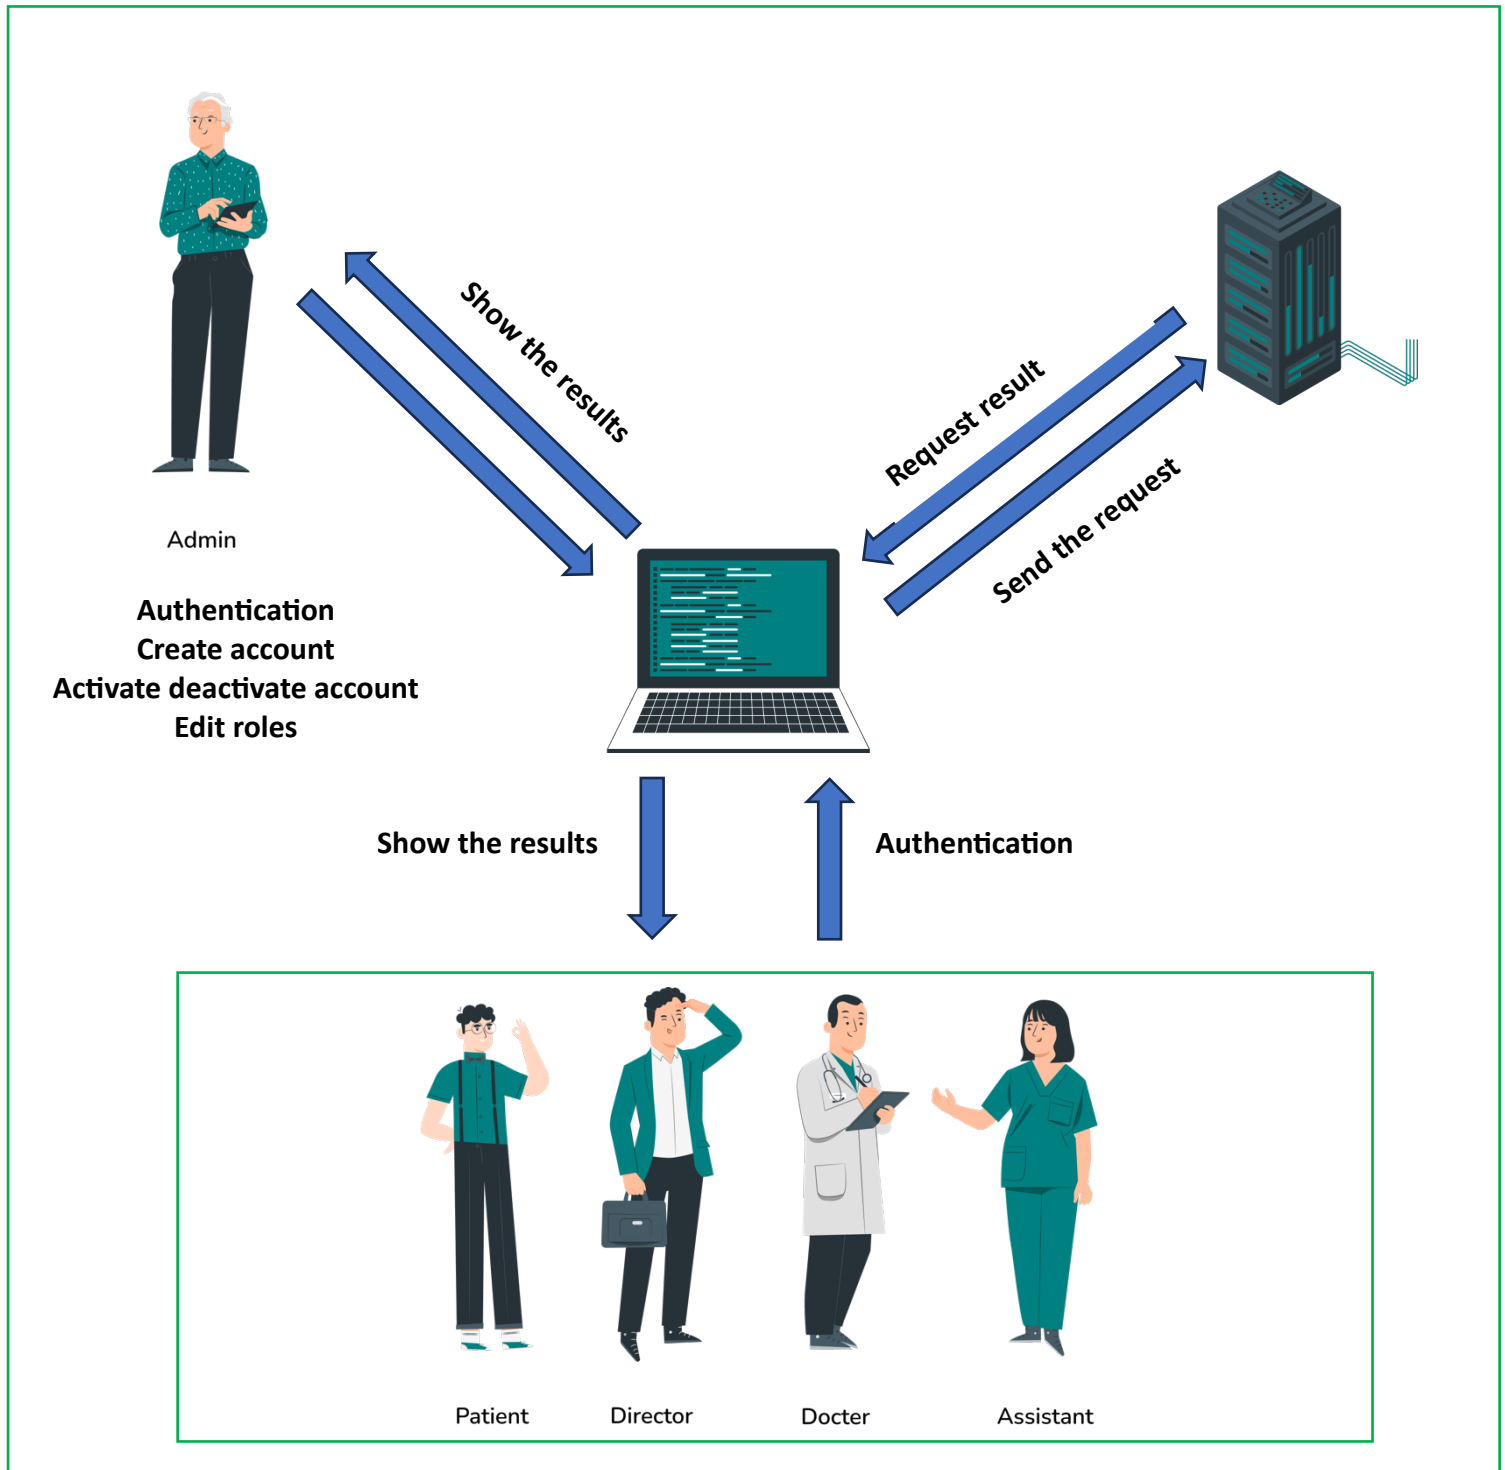 Show the results
Request result
Send the request
Admin
Authentication
Create account
Activate deactivate account
Edit roles
Show the results
Authentication
Patient
Director
Docter
Assistant